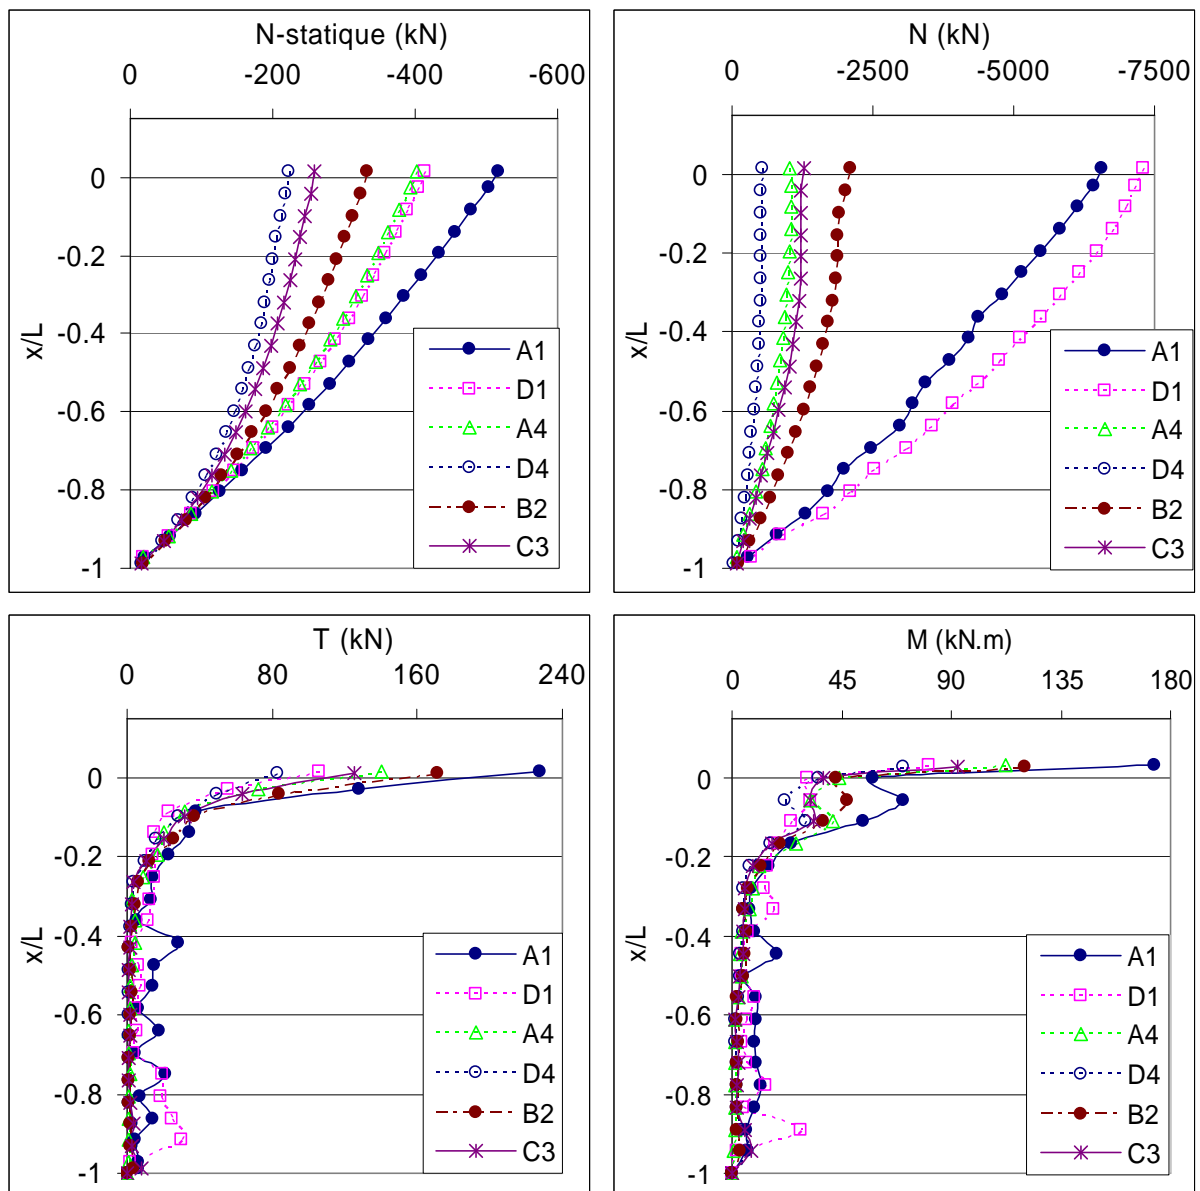 N-statique (kN)
0 -200 -400 -600
x/L
0
-0.2
-0.4
-0.6
-0.8
-1
A1
D1
A4
D4
B2
C3
N (kN)
0 -2500 -5000 -7500
x/L
0
-0.2
-0.4
-0.6
-0.8
-1
A1
D1
A4
D4
B2
C3
T (kN)
0 80 160 240
x/L
0
-0.2
-0.4
-0.6
-0.8
-1
A1
D1
A4
D4
B2
C3
M (kN.m)
0 45 90 135 180
x/L
0
-0.2
-0.4
-0.6
-0.8
-1
A1
D1
A4
D4
B2
C3